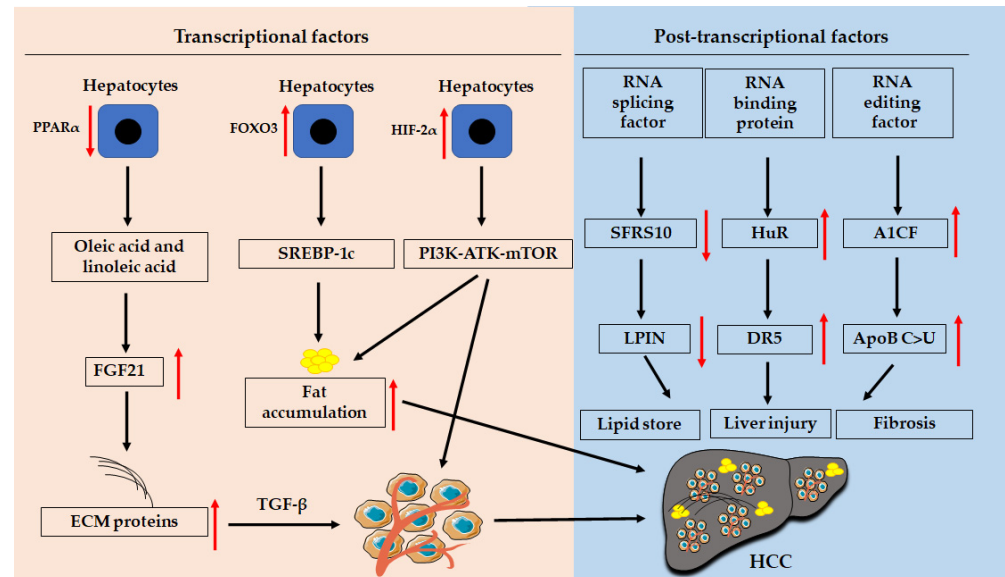 Transcriptional factors
Post-transcriptional factors
Hepatocytes
Hepatocytes
Hepatocytes
PPARα
FOXO3
HIF-2α
RNA
splicing
factor
RNA
binding
protein
RNA
editing
factor
Oleic acid and
linoleic acid
SREBP-1c
PI3K-ATK-mTOR
SFRS10
HuR
A1CF
FGF21
Fat
accumulation
LPIN
DR5
ApoB C>U
Lipid store
Liver injury
Fibrosis
ECM proteins
TGF-β
HCC